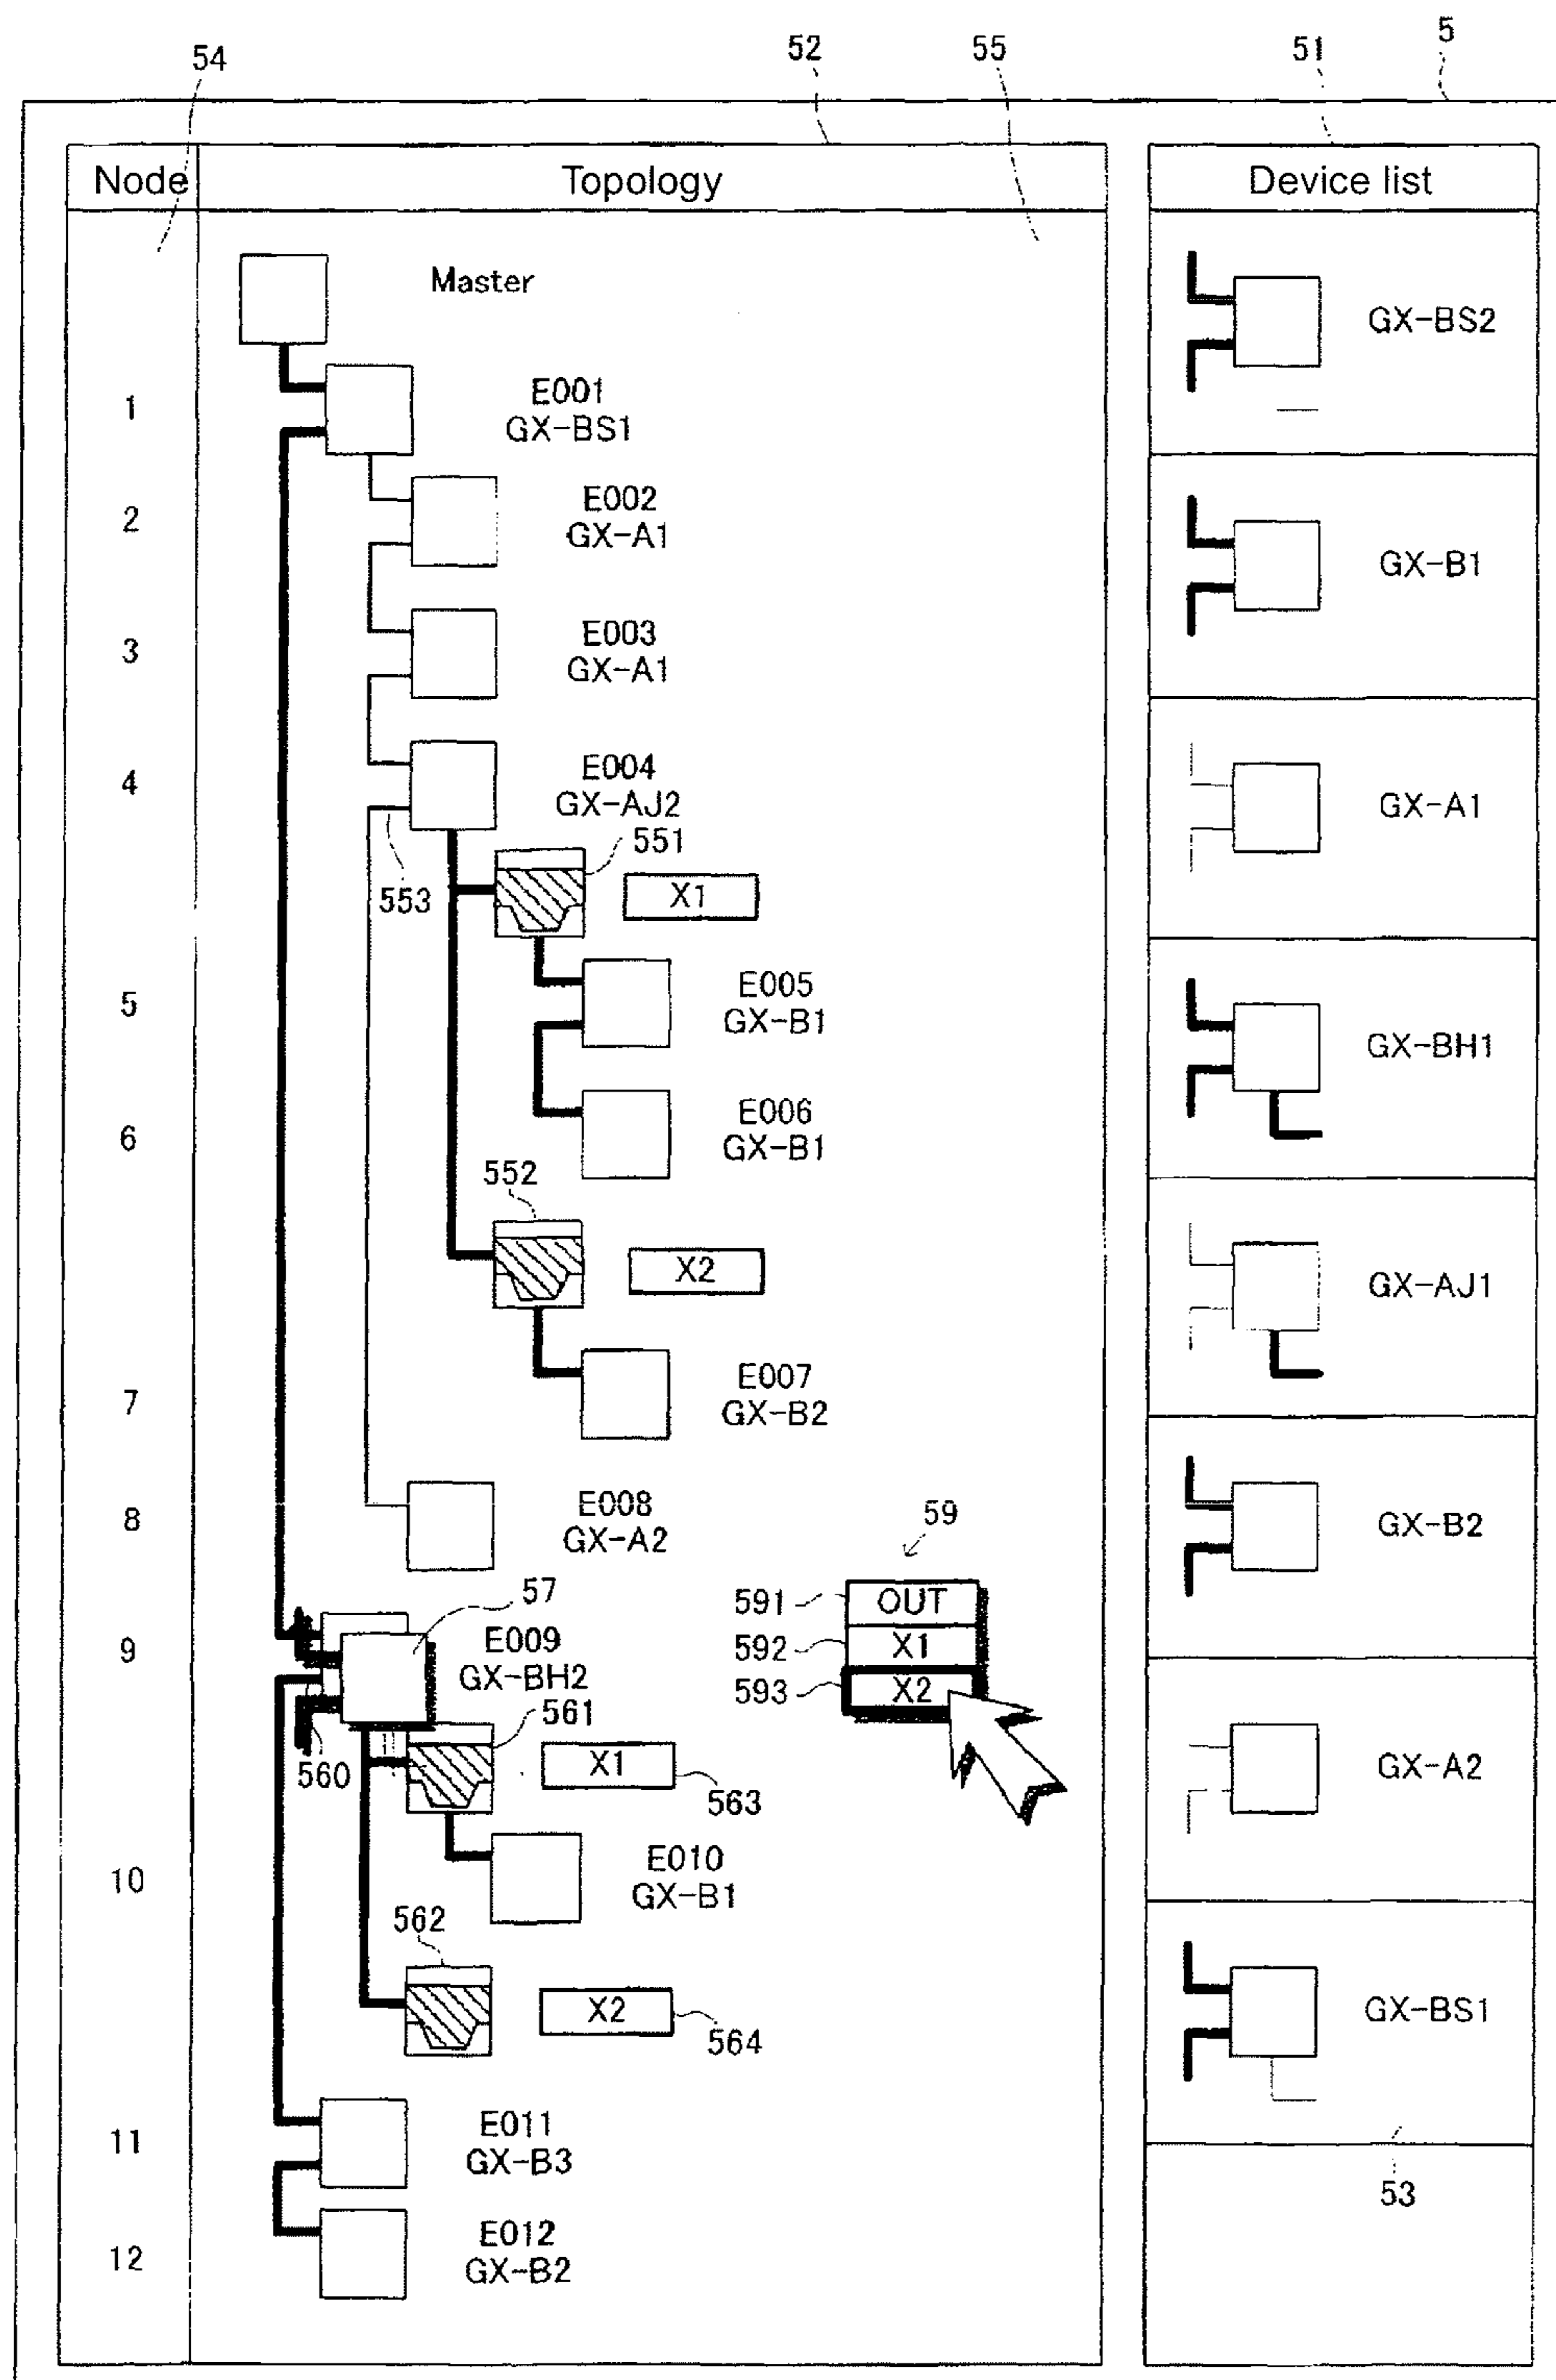 54
52
55
51
5
Node
Topology
Device list
Master
1
E001
GX-BS1
2
E002
GX-A1
3
E003
GX-A1
4
E004
GX-AJ2
551
553
X1
5
E005
GX-B1
6
E006
GX-B1
552
X2
7
E007
GX-B2
8
E008
GX-A2
59
57
591
OUT
9
E009
GX-BH2
592
X1
593
X2
561
560
X1
563
10
E010
GX-B1
562
X2
564
11
E011
GX-B3
12
E012
GX-B2
GX-BS2
GX-B1
GX-A1
GX-BH1
GX-AJ1
GX-B2
GX-A2
GX-BS1
53